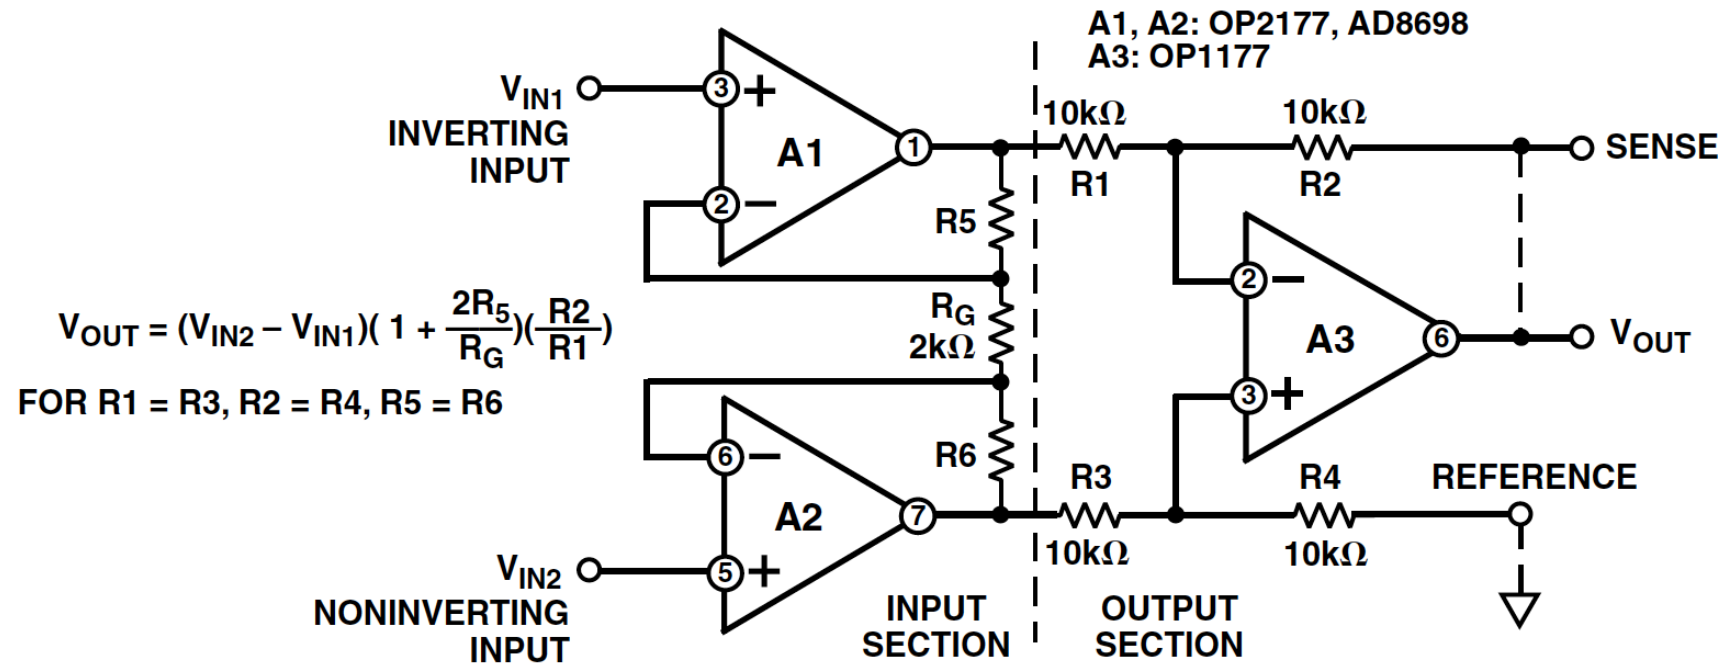 A1, A2: OP2177, AD8698
A3: OP1177
VIN1
INVERTING
INPUT
3
+
A1
1
2
–
10kΩ
R1
10kΩ
R2
SENSE
R5
RG
2kΩ
VOUT = (VIN2 – VIN1)( 1 + 2R5/RG)(R2/R1)
FOR R1 = R3, R2 = R4, R5 = R6
2
–
A3
6
VOUT
3
+
6
–
A2
7
R6
R3
10kΩ
R4
10kΩ
REFERENCE
VIN2
NONINVERTING
INPUT
5
+
INPUT
SECTION
OUTPUT
SECTION